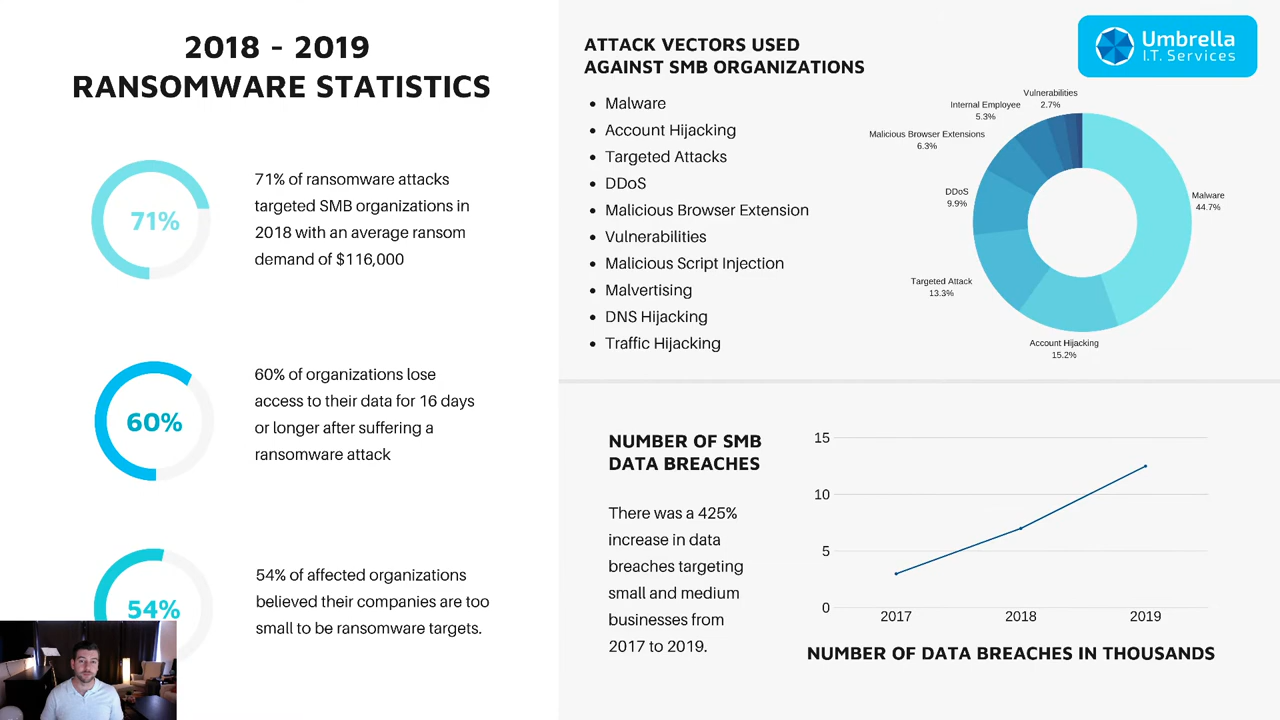 2018 - 2019
RANSOMWARE STATISTICS
71%
71% of ransomware attacks
targeted SMB organizations in
2018 with an average ransom
demand of $116,000
60%
60% of organizations lose
access to their data for 16 days
or longer after suffering a
ransomware attack
54%
54% of affected organizations
believed their companies are too
small to be ransomware targets.
ATTACK VECTORS USED
AGAINST SMB ORGANIZATIONS
• Malware
• Account Hijacking
• Targeted Attacks
• DDoS
• Malicious Browser Extension
• Vulnerabilities
• Malicious Script Injection
• Malvertising
• DNS Hijacking
• Traffic Hijacking
Umbrella
I.T. Services
Vulnerabilities
2.7%
Internal Employee
5.3%
Malicious Browser Extensions
6.3%
DDoS
9.9%
Malware
44.7%
Targeted Attack
13.3%
Account Hijacking
15.2%
NUMBER OF SMB
DATA BREACHES
There was a 425%
increase in data
breaches targeting
small and medium
businesses from
2017 to 2019.
15
10
5
0
2017 2018 2019
NUMBER OF DATA BREACHES IN THOUSANDS